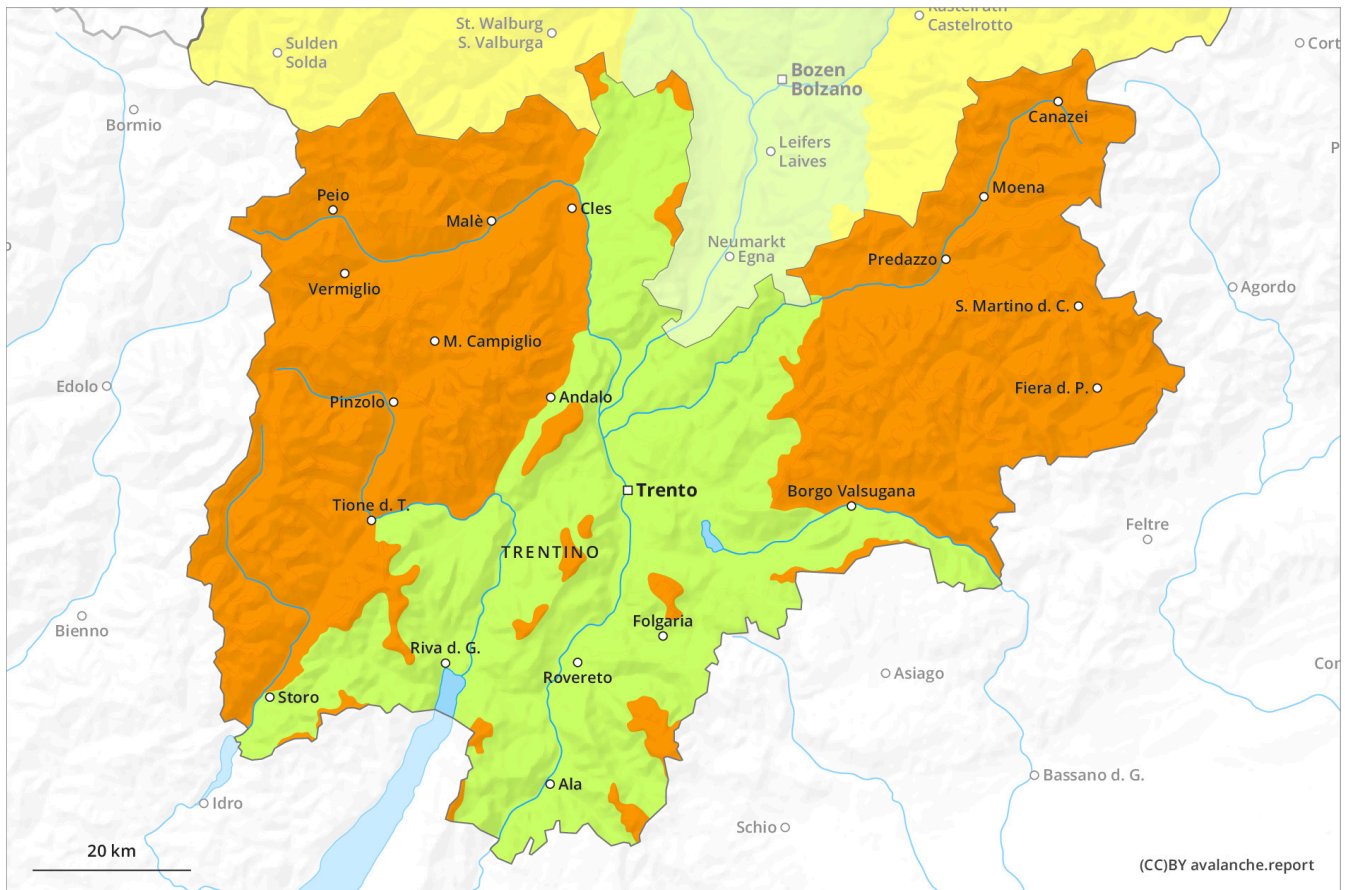 Kastelruth
Castelrotto
St. Walburg
S. Valburga
Sulden
Solda
Cort
Bozen
Bolzano
Bormio
Canazei
Leifers
Laives
P
Peio
Moena
Malè
Cles
Neumarkt
Egna
Predazzo
Vermiglio
Agordo
S. Martino d. C.
M. Campiglio
Edolo
Fiera d. P.
Andalo
Pinzolo
Trento
Borgo Valsugana
Tione d. T.
Feltre
TRENTINO
Bienno
Folgaria
Riva d. G.
Cor
Asiago
Rovereto
Storo
Bassano d. G.
Ala
Idro
Schio
20 km
(CC)BY avalanche.report